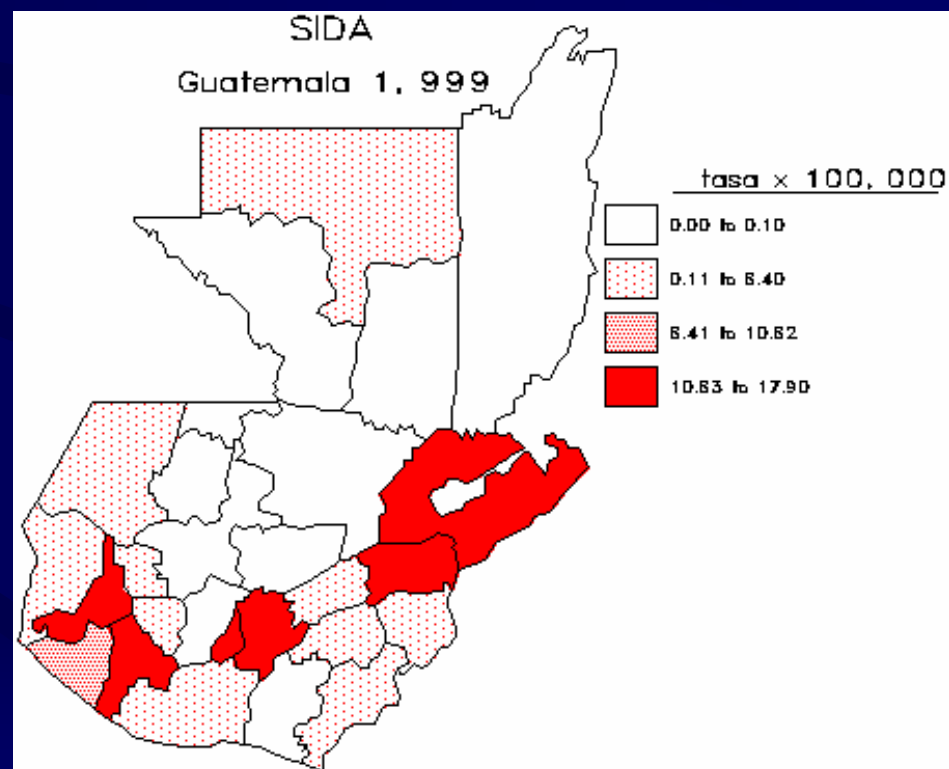 SIDA
Guatemala 1, 999
tasa × 100, 000
0.00 to 0.10
0.11 to 6.40
6.41 to 10.62
10.63 to 17.90